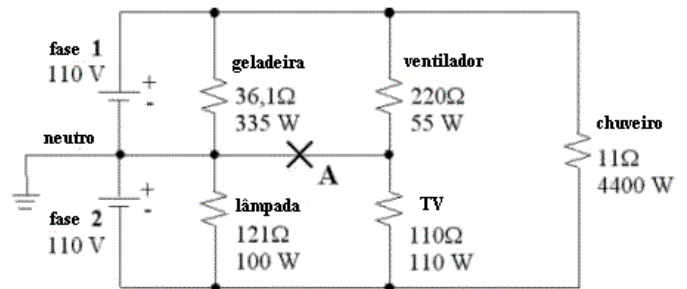 fase 1
110 V
+
-
geladeira
36,1Ω
335 W
ventilador
220Ω
55 W
chuveiro
11Ω
4400 W
neutro
A
fase 2
110 V
+
-
lâmpada
121Ω
100 W
TV
110Ω
110 W